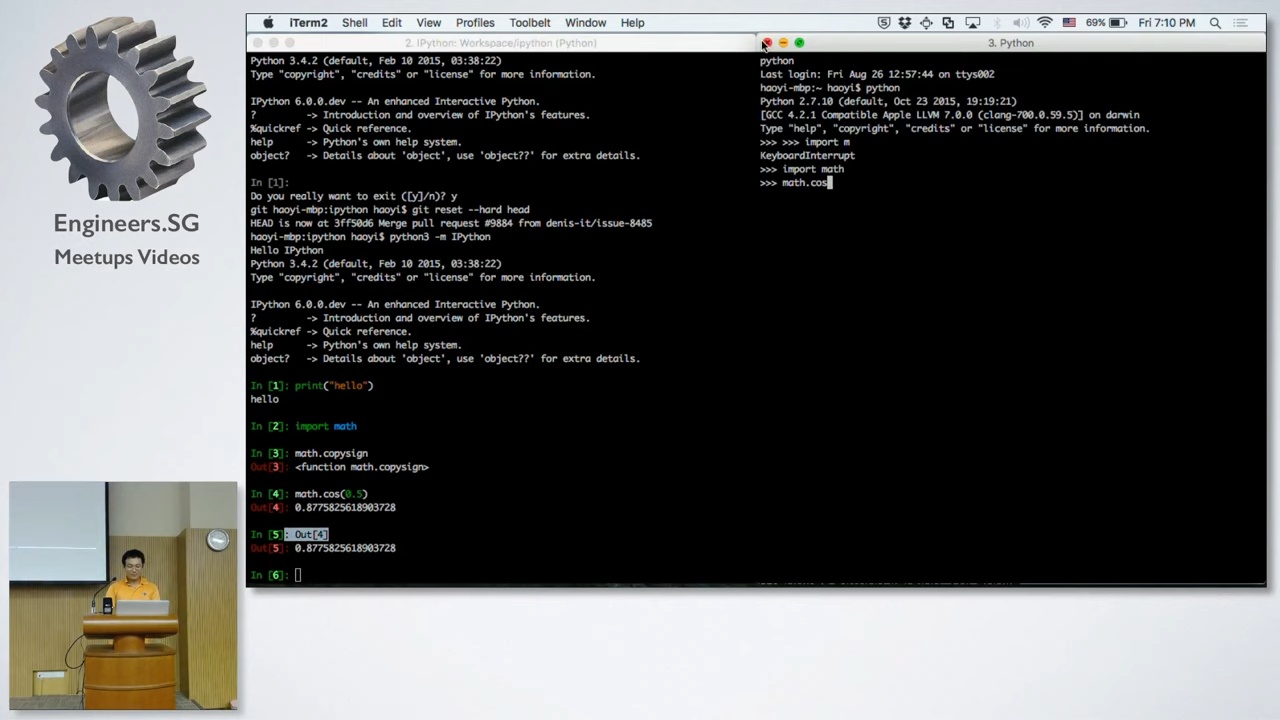 iTerm2 Shell Edit View Profiles Toolbelt Window Help 69% Fri 7:10 PM
2. IPython: Workspace/ipython (Python)
Python 3.4.2 (default, Feb 10 2015, 03:38:22)
Type "copyright", "credits" or "license" for more information.
IPython 6.0.0.dev -- An enhanced Interactive Python.
? -> Introduction and overview of IPython's features.
%quickref -> Quick reference.
help -> Python's own help system.
object? -> Details about 'object', use 'object??' for extra details.
In [1]:
Do you really want to exit ([y]/n)? y
git haoyi-mbp:ipython haoyi$ git reset --hard head
HEAD is now at 3ff50d6 Merge pull request #9884 from denis-it/issue-8485
haoyi-mbp:ipython haoyi$ python3 -m IPython
Hello IPython
Python 3.4.2 (default, Feb 10 2015, 03:38:22)
Type "copyright", "credits" or "license" for more information.
IPython 6.0.0.dev -- An enhanced Interactive Python.
? -> Introduction and overview of IPython's features.
%quickref -> Quick reference.
help -> Python's own help system.
object? -> Details about 'object', use 'object??' for extra details.
In [1]: print("hello")
hello
In [2]: import math
In [3]: math.copysign
Out[3]: <function math.copysign>
In [4]: math.cos(0.5)
Out[4]: 0.8775825618903728
In [5]: Out[4]
Out[5]: 0.8775825618903728
In [6]:
3. Python
python
Last login: Fri Aug 26 12:57:44 on ttys002
haoyi-mbp:~ haoyi$ python
Python 2.7.10 (default, Oct 23 2015, 19:19:21)
[GCC 4.2.1 Compatible Apple LLVM 7.0.0 (clang-700.0.59.5)] on darwin
Type "help", "copyright", "credits" or "license" for more information.
>>> >>> import m
KeyboardInterrupt
>>> import math
>>> math.cos
Engineers.SG
Meetups Videos